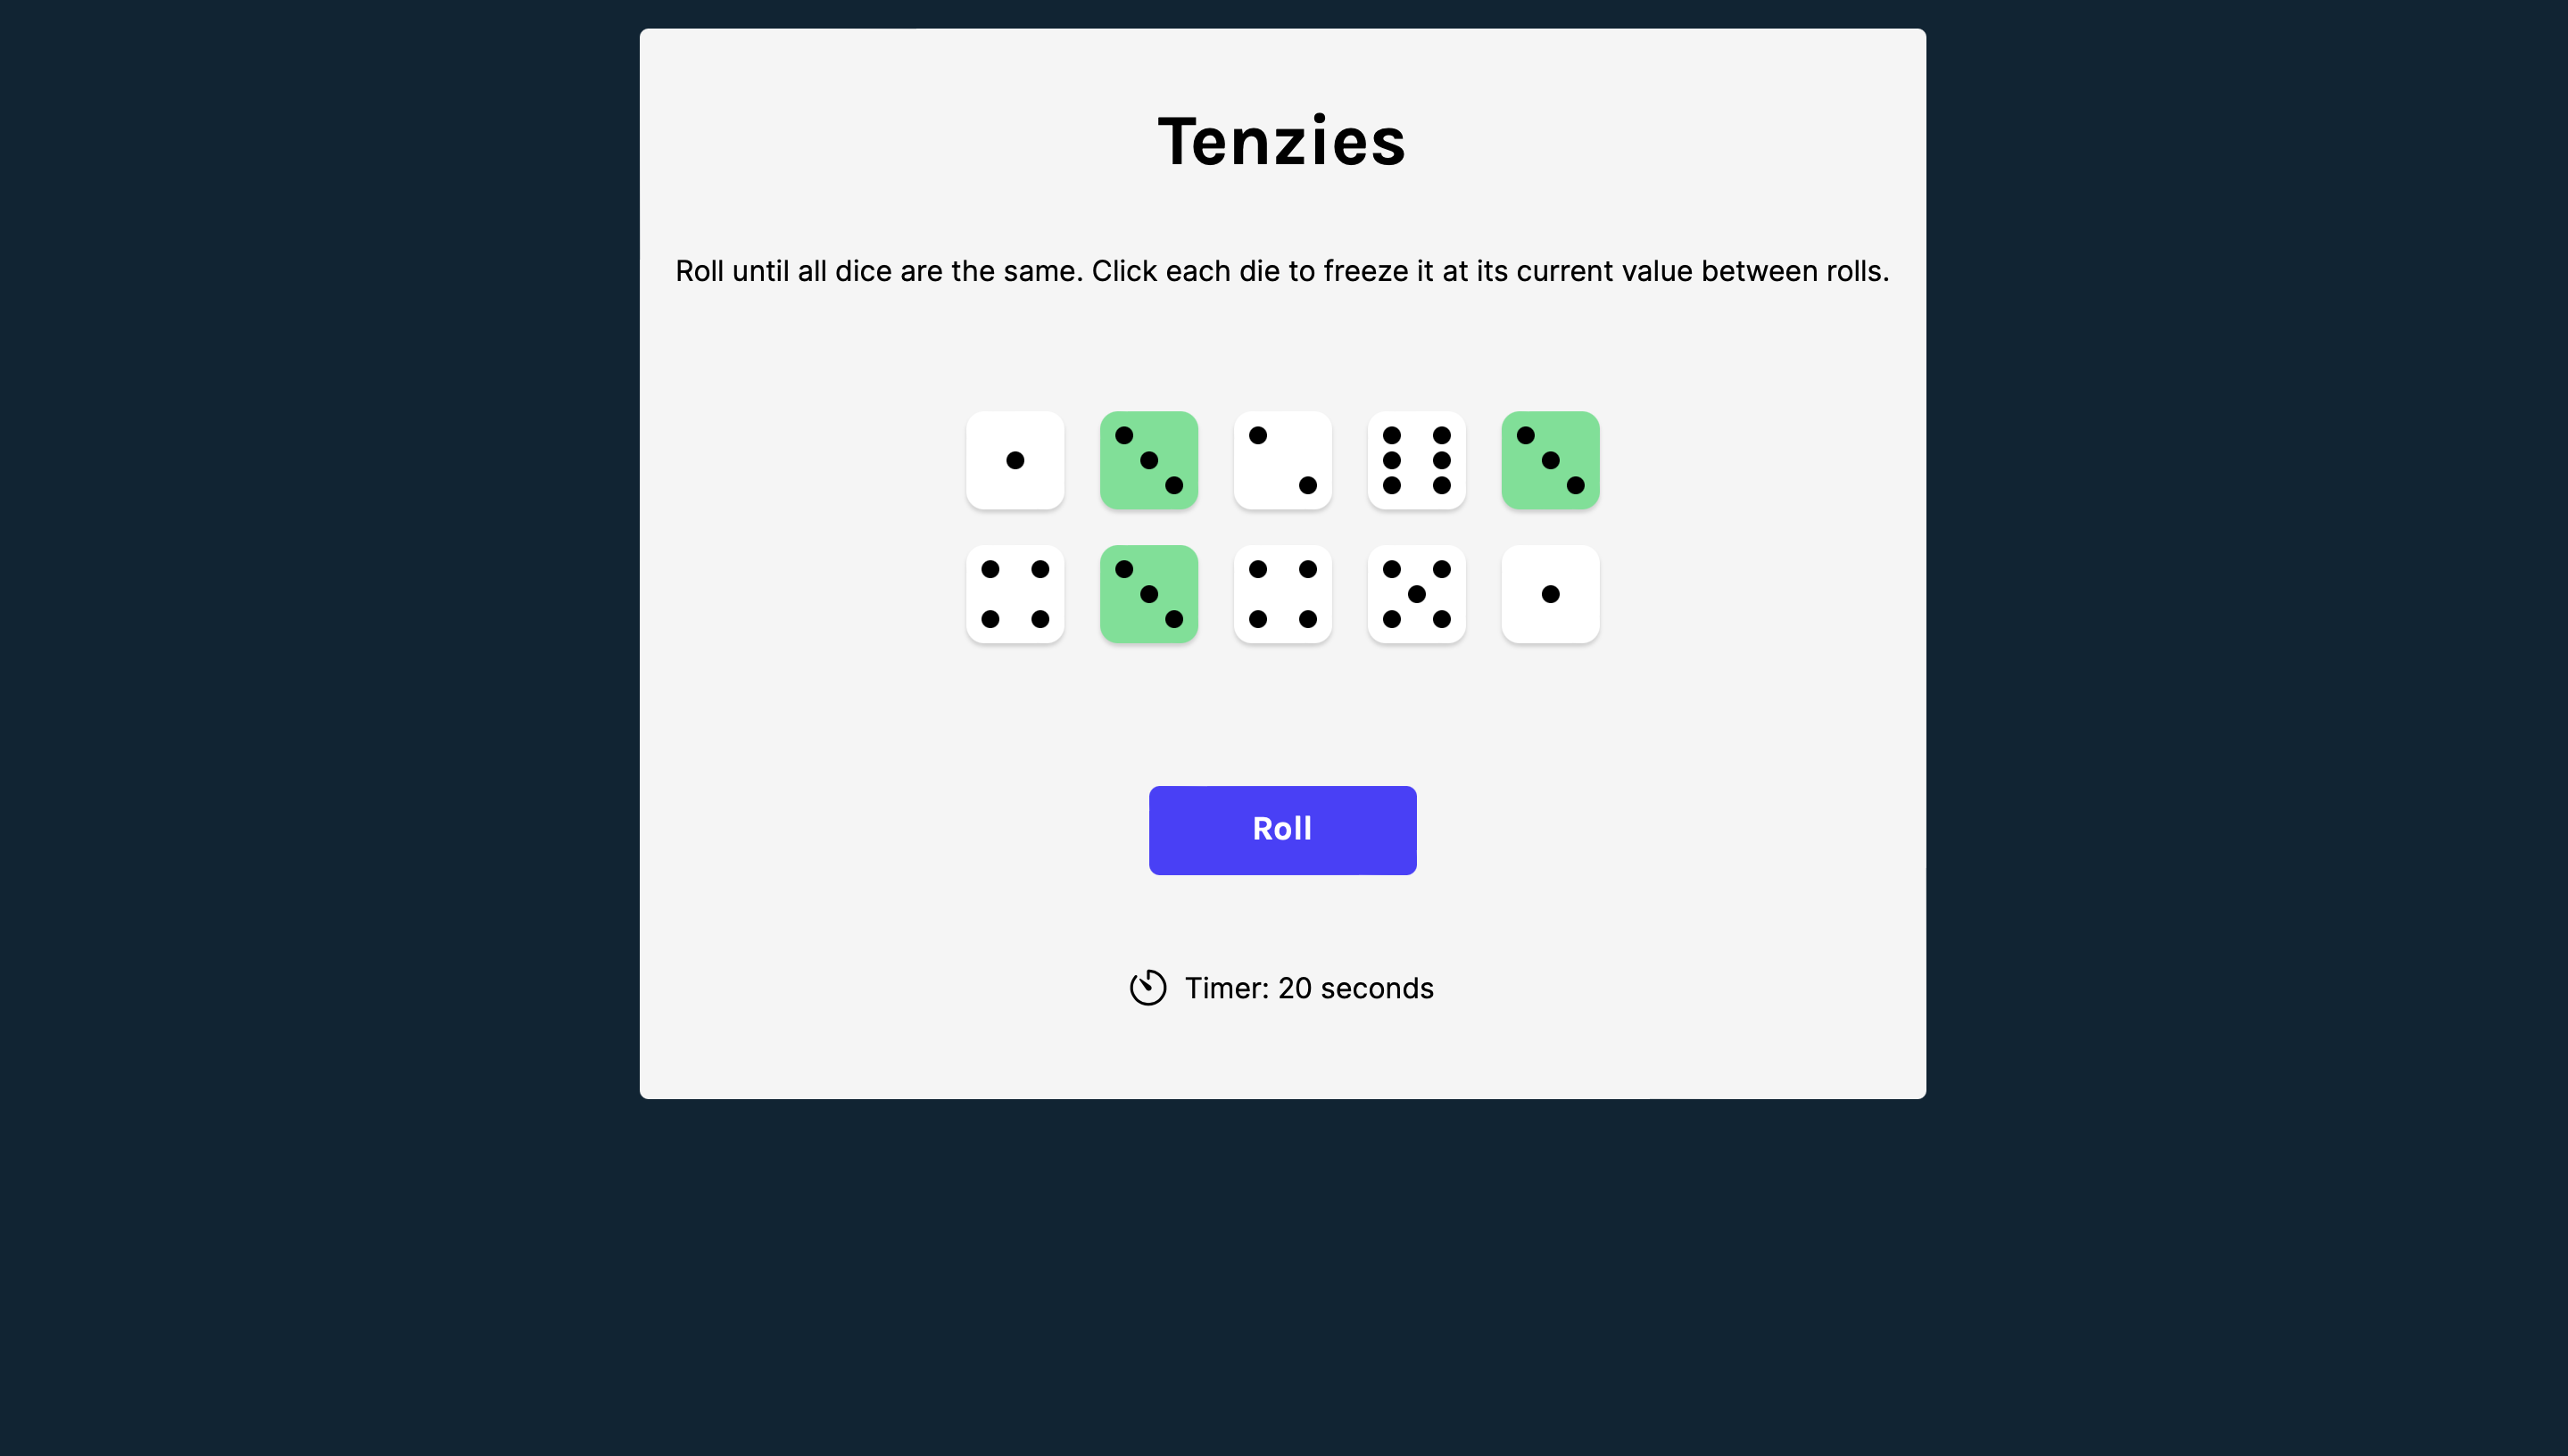 Tenzies
Roll until all dice are the same. Click each die to freeze it at its current value between rolls.
Roll
Timer: 20 seconds